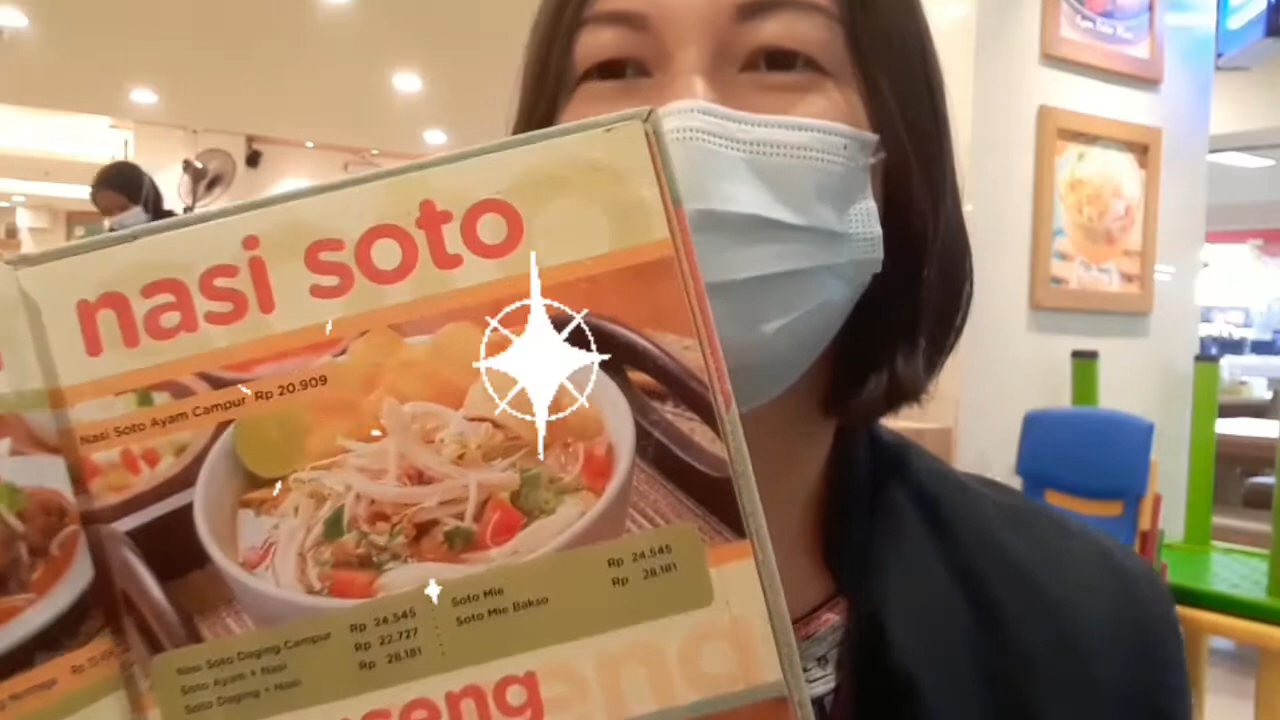 nasi soto
Nasi Soto Ayam Campur Rp 20.909
Nasi Soto Daging Campur Rp 24.545
Soto Ayam + Nasi Rp 22.727
Soto Daging + Nasi Rp 28.181
Soto Mie Rp 24.545
Soto Mie Bakso Rp 28.181